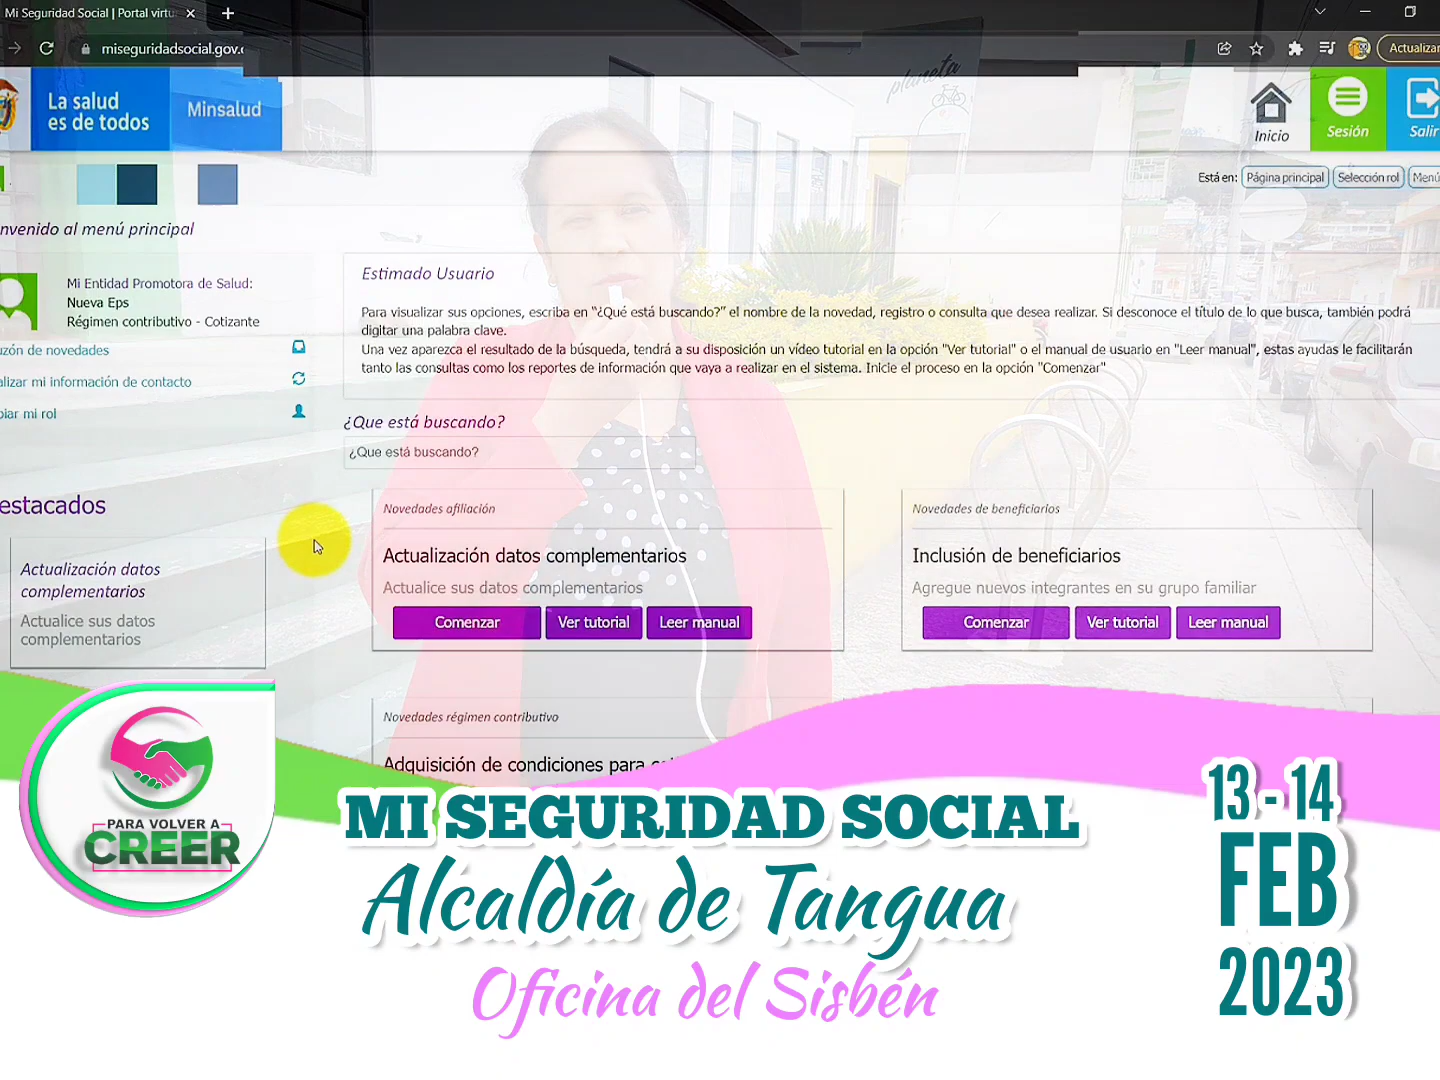 Mi Seguridad Social | Portal virtu
miseguridadsocial.gov.c
Actualizar
planeta
La salud
es de todos
Minsalud
Inicio
Sesión
Salir
Está en: Página principal Selección rol Menú
nvenido al menú principal
Mi Entidad Promotora de Salud:
Nueva Eps
Régimen contributivo - Cotizante
uzón de novedades
alizar mi información de contacto
biar mi rol
Estimado Usuario
Para visualizar sus opciones, escriba en "¿Qué está buscando?" el nombre de la novedad, registro o consulta que desea realizar. Si desconoce el título de lo que busca, también podrá
digitar una palabra clave.
Una vez aparezca el resultado de la búsqueda, tendrá a su disposición un vídeo tutorial en la opción "Ver tutorial" o el manual de usuario en "Leer manual", estas ayudas le facilitarán
tanto las consultas como los reportes de información que vaya a realizar en el sistema. Inicie el proceso en la opción "Comenzar"
¿Que está buscando?
¿Que está buscando?
estacados
Actualización datos
complementarios
Actualice sus datos
complementarios
Novedades afiliación
Actualización datos complementarios
Actualice sus datos complementarios
Comenzar Ver tutorial Leer manual
Novedades de beneficiarios
Inclusión de beneficiarios
Agregue nuevos integrantes en su grupo familiar
Comenzar Ver tutorial Leer manual
Novedades régimen contributivo
Adquisición de condiciones para
PARA VOLVER A
CREER
MI SEGURIDAD SOCIAL
Alcaldía de Tangua
Oficina del Sisbén
13 - 14
FEB
2023